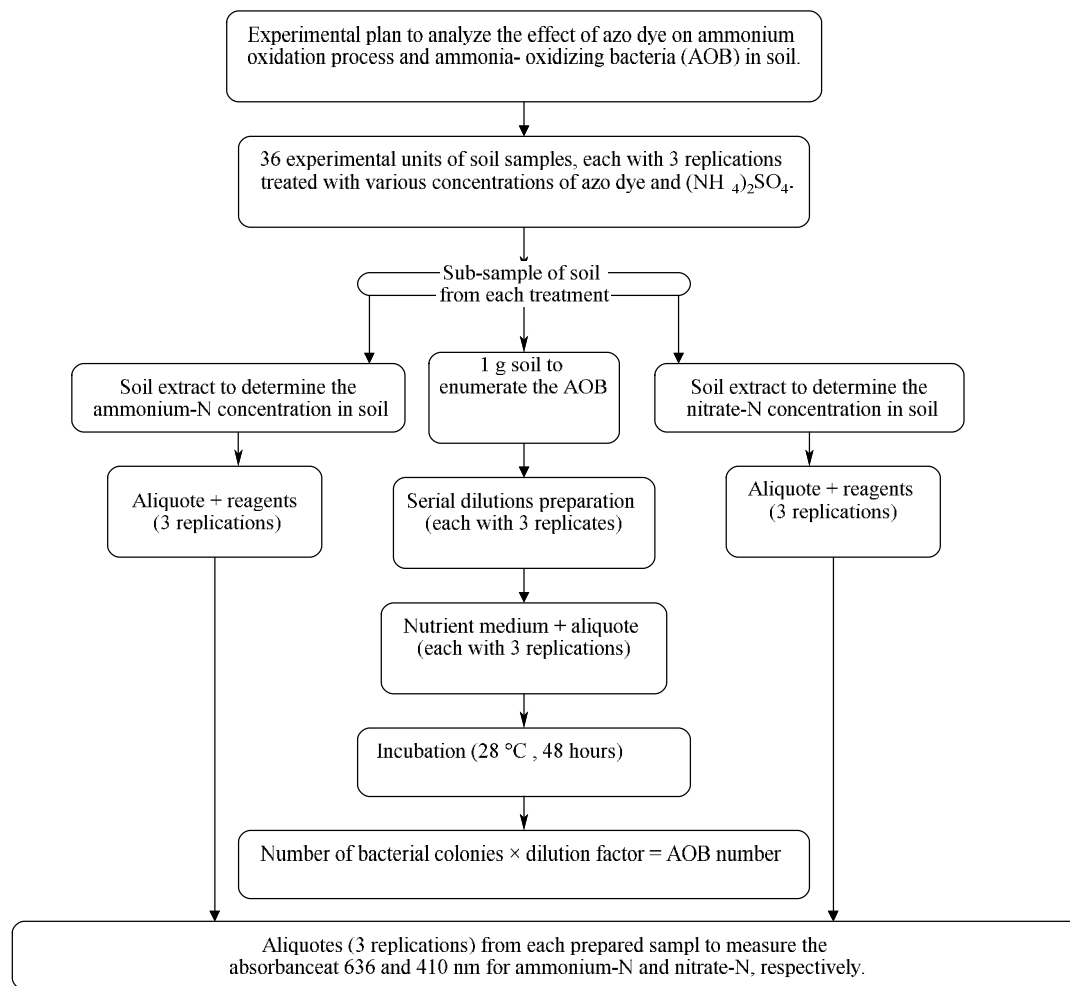 Experimental plan to analyze the effect of azo dye on ammonium
oxidation process and ammonia- oxidizing bacteria (AOB) in soil.
36 experimental units of soil samples, each with 3 replications
treated with various concentrations of azo dye and (NH 4)2SO4.
Sub-sample of soil
from each treatment
Soil extract to determine the
ammonium-N concentration in soil
1 g soil to
enumerate the AOB
Soil extract to determine the
nitrate-N concentration in soil
Aliquote + reagents
(3 replications)
Serial dilutions preparation
(each with 3 replicates)
Aliquote + reagents
(3 replications)
Nutrient medium + aliquote
(each with 3 replications)
Incubation (28 °C , 48 hours)
Number of bacterial colonies × dilution factor = AOB number
Aliquotes (3 replications) from each prepared sampl to measure the
absorbanceat 636 and 410 nm for ammonium-N and nitrate-N, respectively.